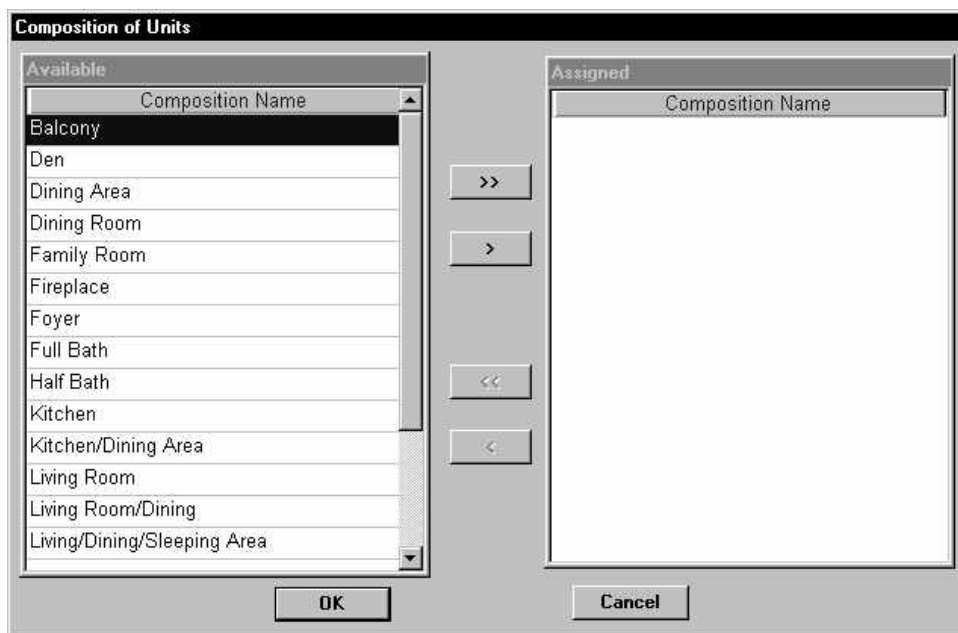 Composition of Units
Available
Composition Name
Balcony
Den
Dining Area
Dining Room
Family Room
Fireplace
Foyer
Full Bath
Half Bath
Kitchen
Kitchen/Dining Area
Living Room
Living Room/Dining
Living/Dining/Sleeping Area
>>
>
<<
<
Assigned
Composition Name
OK
Cancel